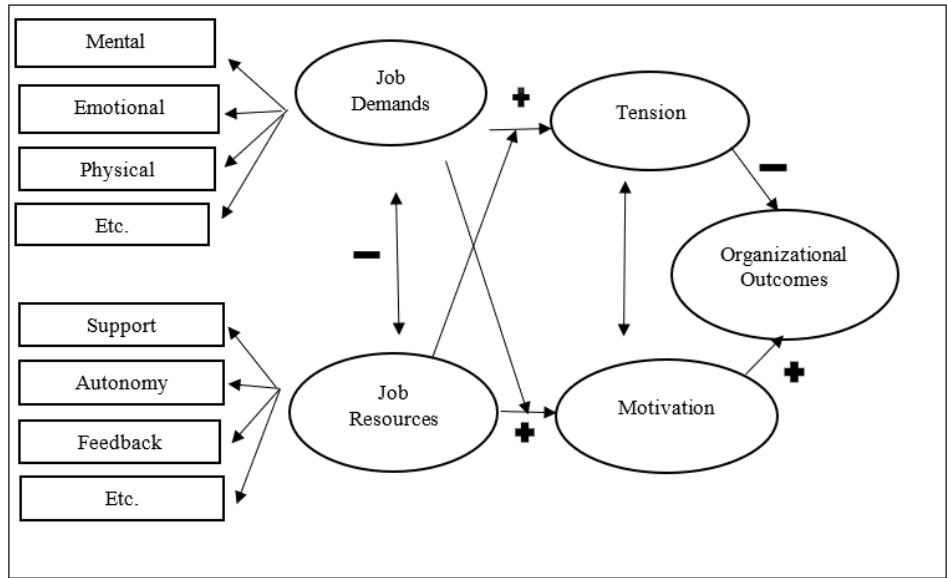 Mental
Emotional
Physical
Etc.
Support
Autonomy
Feedback
Etc.
Job
Demands
Job
Resources
+
Tension
−
−
Organizational
Outcomes
Motivation
+
+